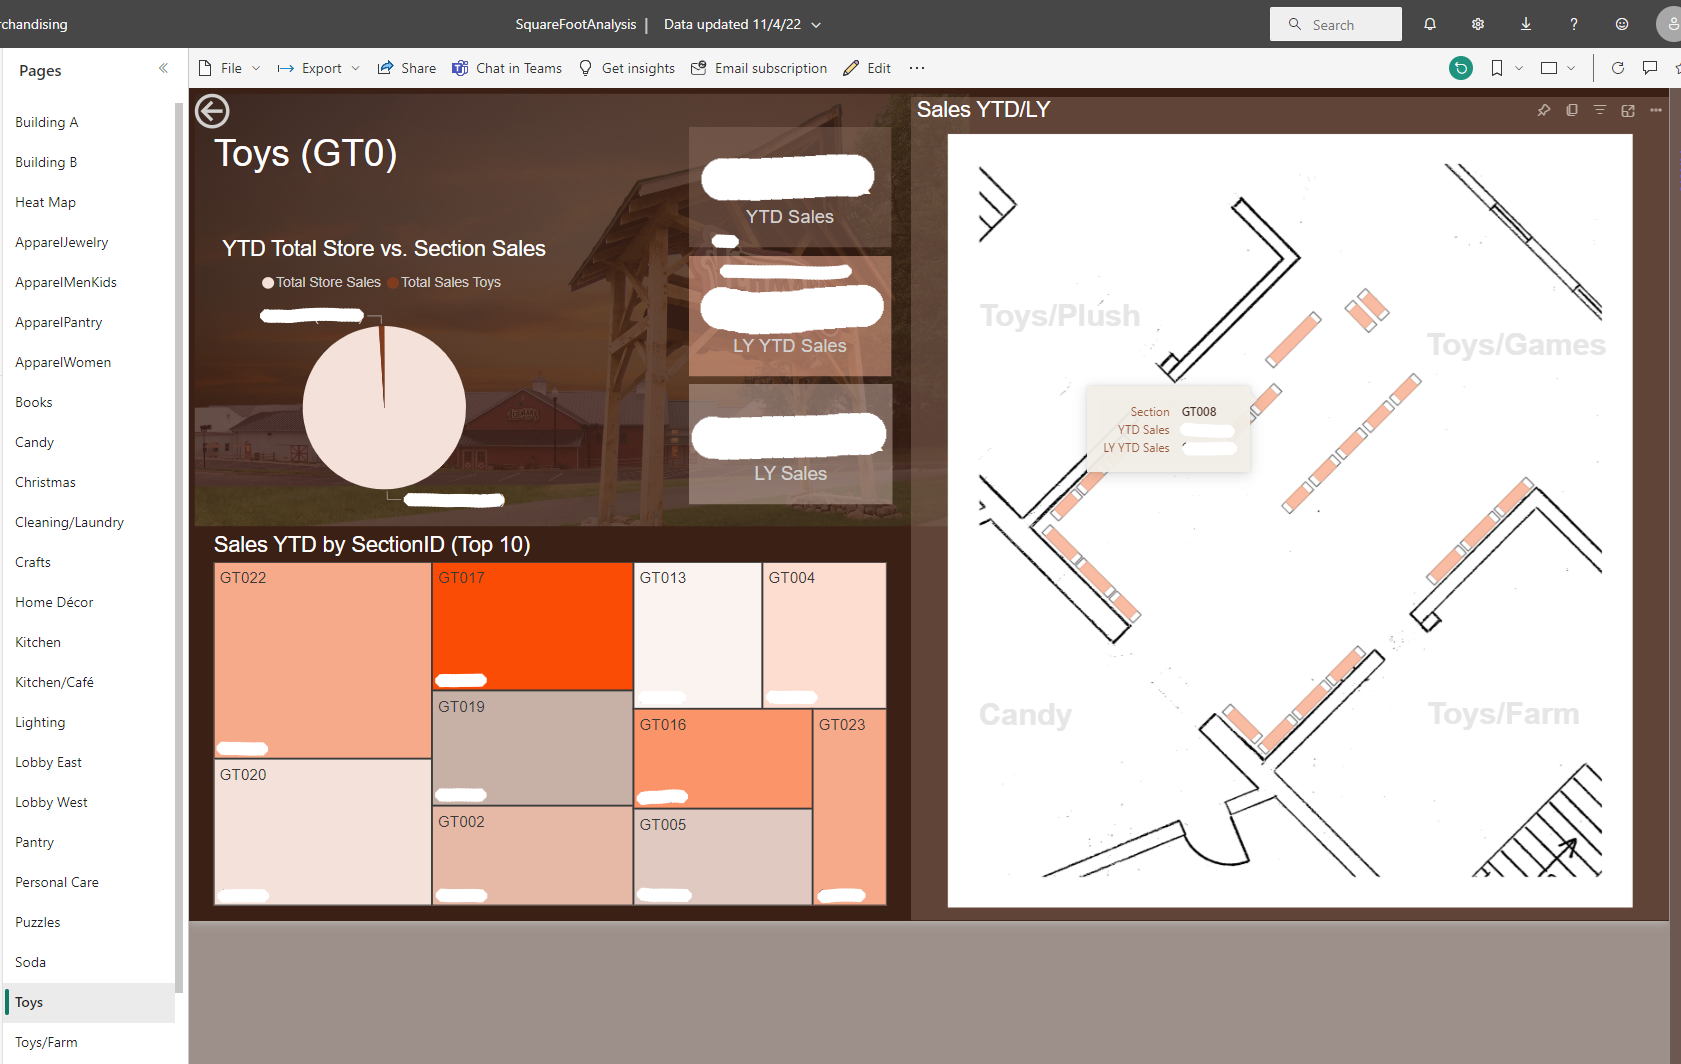 rchandising
SquareFootAnalysis | Data updated 11/4/22
Search
Pages
File
Export
Share
Chat in Teams
Get insights
Email subscription
Edit
Building A
Building B
Heat Map
ApparelJewelry
ApparelMenKids
ApparelPantry
ApparelWomen
Books
Candy
Christmas
Cleaning/Laundry
Crafts
Home Décor
Kitchen
Kitchen/Café
Lighting
Lobby East
Lobby West
Pantry
Personal Care
Puzzles
Soda
Toys
Toys/Farm
Toys (GT0)
YTD Total Store vs. Section Sales
Total Store Sales
Total Sales Toys
YTD Sales
LY YTD Sales
LY Sales
Sales YTD by SectionID (Top 10)
GT022
GT017
GT013
GT004
GT019
GT016
GT023
GT020
GT002
GT005
Sales YTD/LY
Toys/Plush
Toys/Games
Section GT008
YTD Sales
LY YTD Sales
Candy
Toys/Farm